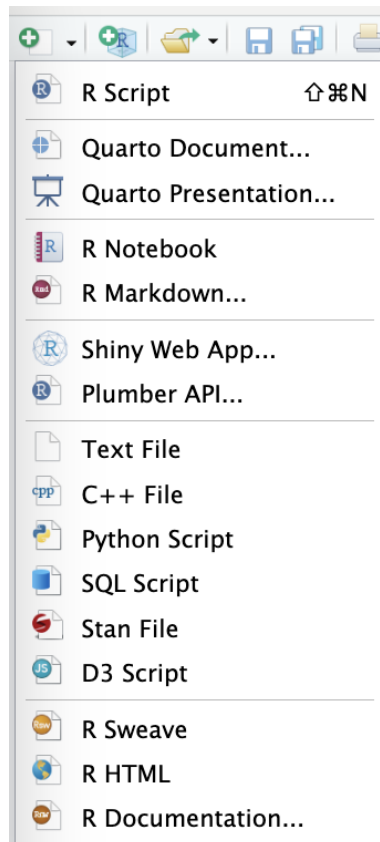 R Script ⇧⌘N
Quarto Document...
Quarto Presentation...
R Notebook
R Markdown...
Shiny Web App...
Plumber API...
Text File
C++ File
Python Script
SQL Script
Stan File
D3 Script
R Sweave
R HTML
R Documentation...